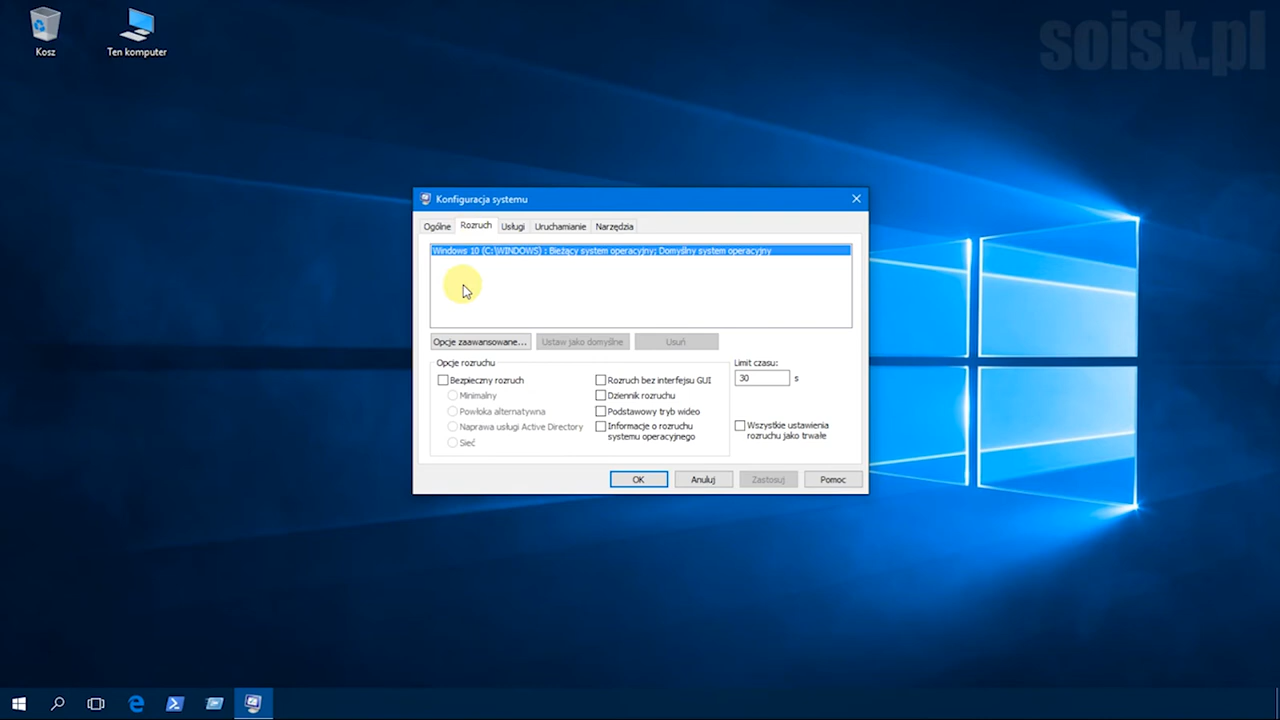 soisk.pl
Kosz
Ten komputer
Konfiguracja systemu
Ogólne Rozruch Usługi Uruchamianie Narzędzia
Windows 10 (C:\WINDOWS) : Bieżący system operacyjny; Domyślny system operacyjny
Opcje zaawansowane... Ustaw jako domyślne Usuń
Opcje rozruchu
Bezpieczny rozruch
Minimalny
Powłoka alternatywna
Naprawa usługi Active Directory
Sieć
Rozruch bez interfejsu GUI
Dziennik rozruchu
Podstawowy tryb wideo
Informacje o rozruchu
systemu operacyjnego
Limit czasu:
30 s
Wszystkie ustawienia
rozruchu jako trwałe
OK Anuluj Zastosuj Pomoc